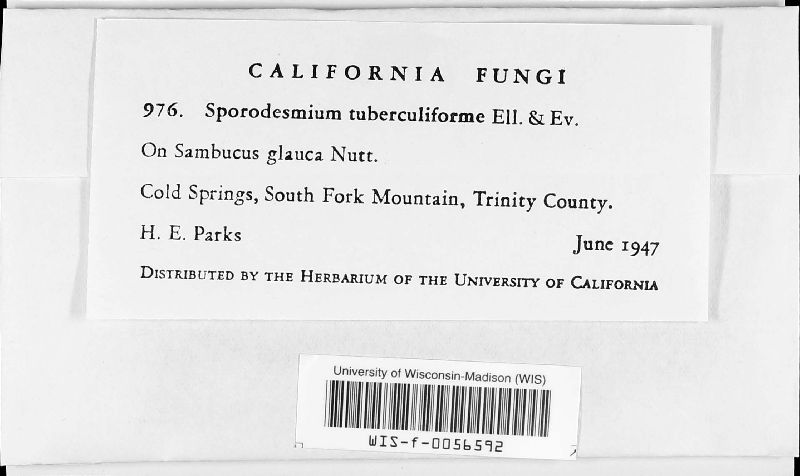 CALIFORNIA FUNGI
976. Sporodesmium tuberculiforme Ell. & Ev.
On Sambucus glauca Nutt.
Cold Springs, South Fork Mountain, Trinity County.
H. E. Parks June 1947
Distributed by the Herbarium of the University of California
University of Wisconsin-Madison (WIS)
WIS-f-0056592